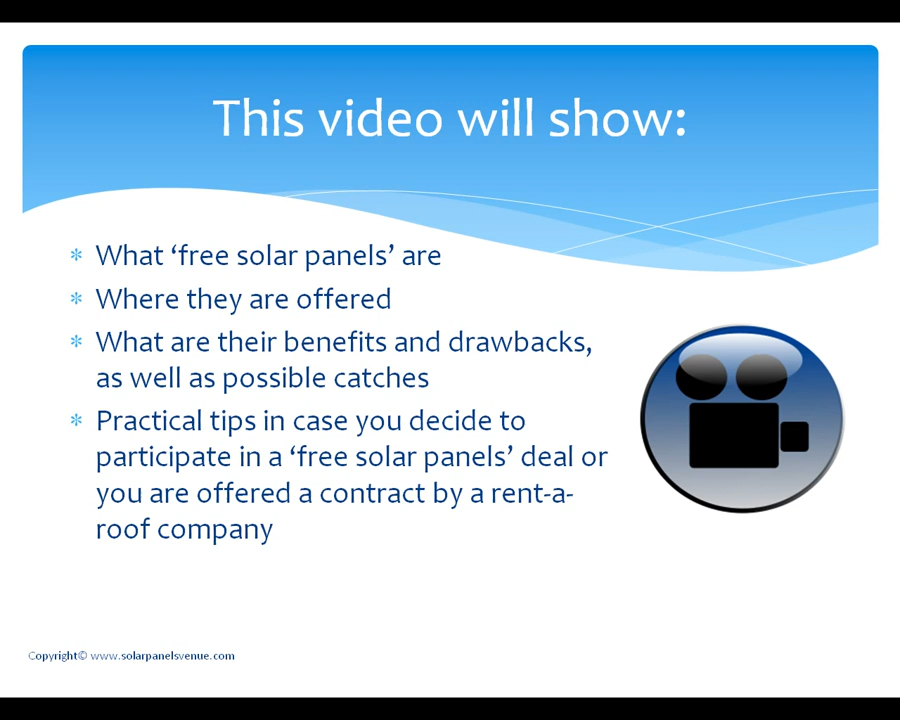 This video will show:
* What ‘free solar panels’ are
* Where they are offered
* What are their benefits and drawbacks,
as well as possible catches
* Practical tips in case you decide to
participate in a ‘free solar panels’ deal or
you are offered a contract by a rent-a-
roof company
Copyright© www.solarpanelsvenue.com